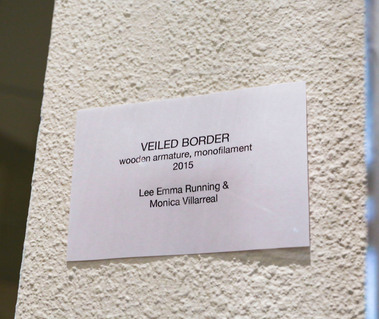 VEILED BORDER
wooden armature, monofilament
2015
Lee Emma Running &
Monica Villarreal